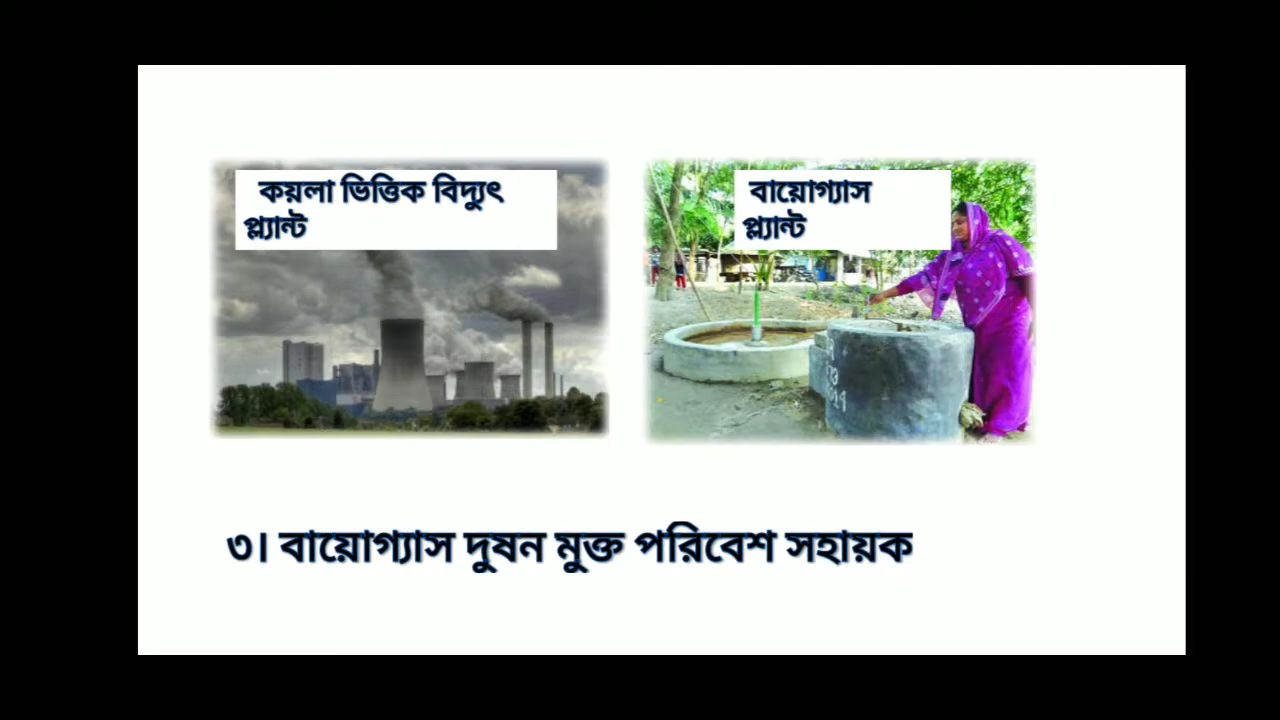 কয়লা ভিত্তিক বিদ্যুৎ
প্ল্যান্ট
বায়োগ্যাস
প্ল্যান্ট
৩। বায়োগ্যাস দুষন মুক্ত পরিবেশ সহায়ক